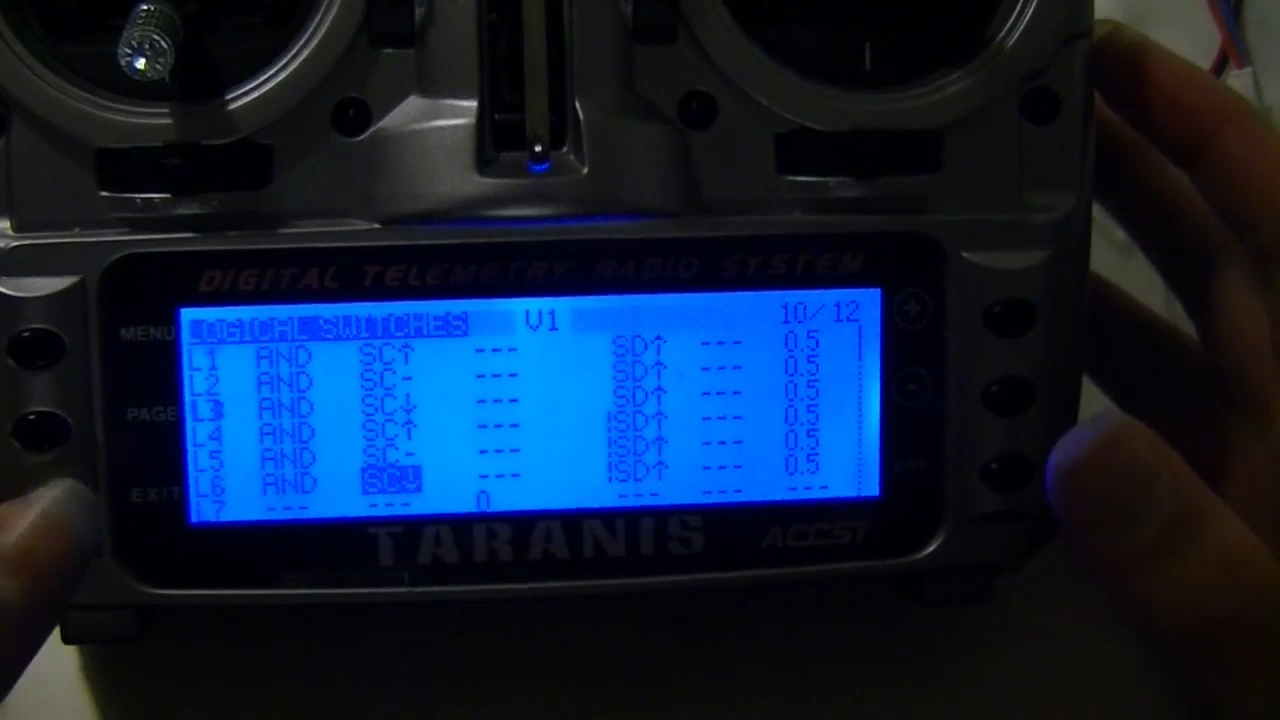 DIGITAL TELEMETRY RADIO SYSTEM
MENU
PAGE
EXIT
LOGICAL SWITCHES V1 10/12
L1 AND SC↑ --- SD↑ --- 0.5
L2 AND SC- --- SD↑ --- 0.5
L3 AND SC↓ --- SD↑ --- 0.5
L4 AND SC↑ --- !SD↑ --- 0.5
L5 AND SC- --- !SD↑ --- 0.5
L6 AND SC↓ --- !SD↑ --- 0.5
L7 --- --- 0 --- --- ---
+
-
TARANIS ACCST